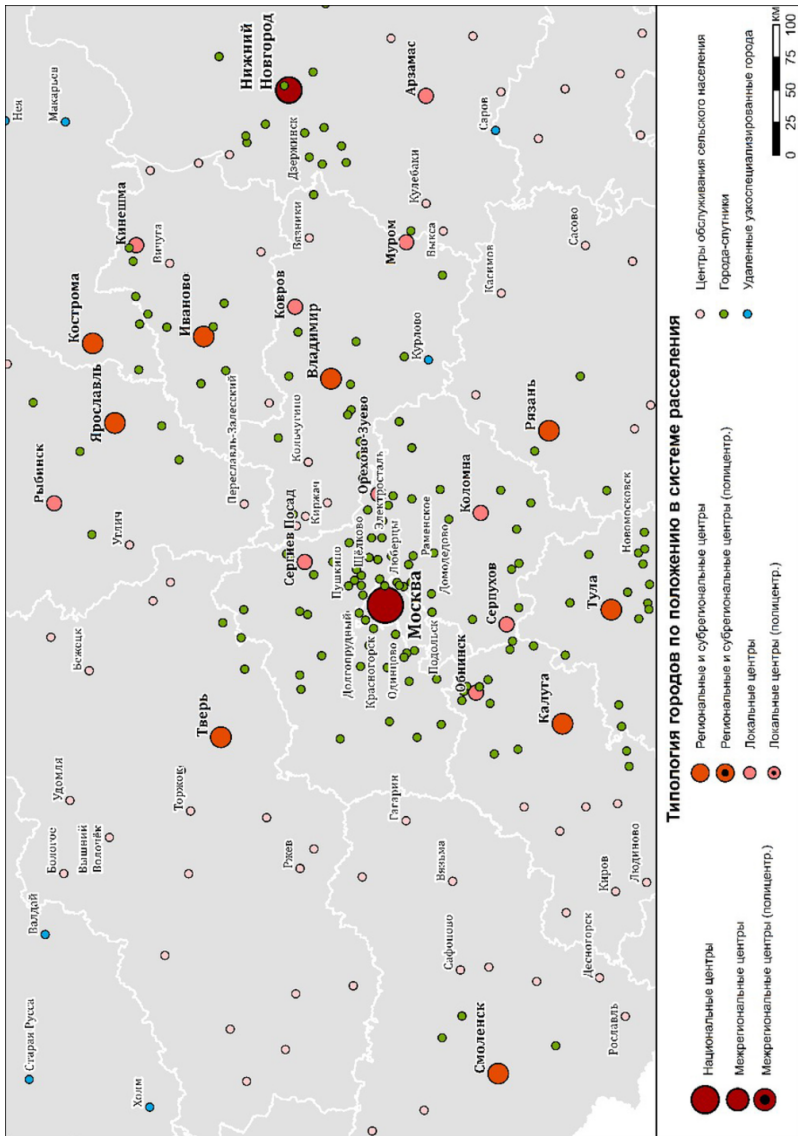 Старая Русса
Валдай
Холм
Бологое
Удомля
Вышний
Волочёк
Торжок
Бежецк
Тверь
Ржев
Рыбинск
Углич
Ярославль
Кострома
Нея
Макарьев
Кинешма
Вичуга
Иваново
Переславль-Залесский
Кольчугино
Киржач
Сергиев Посад
Владимир
Ковров
Вязники
Дзержинск
Нижний
Новгород
Арзамас
Саров
Кулебаки
Выкса
Муром
Касимов
Сасово
Курлово
Орехово-Зуево
Электросталь
Щёлково
Пушкино
Люберцы
Долгопрудный
Красногорск
Москва
Одинцово
Подольск
Раменское
Домодедово
Коломна
Рязань
Серпухов
Обнинск
Калуга
Тула
Новомосковск
Гагарин
Вязьма
Сафоново
Смоленск
Десногорск
Рославль
Киров
Людиново
Типология городов по положению в системе расселения
Национальные центры
Межрегиональные центры
Межрегиональные центры (полицентр.)
Региональные и субрегиональные центры
Региональные и субрегиональные центры (полицентр.)
Локальные центры
Локальные центры (полицентр.)
Центры обслуживания сельского населения
Города-спутники
Удаленные узкоспециализированные города
0 25 50 75 100
КМ